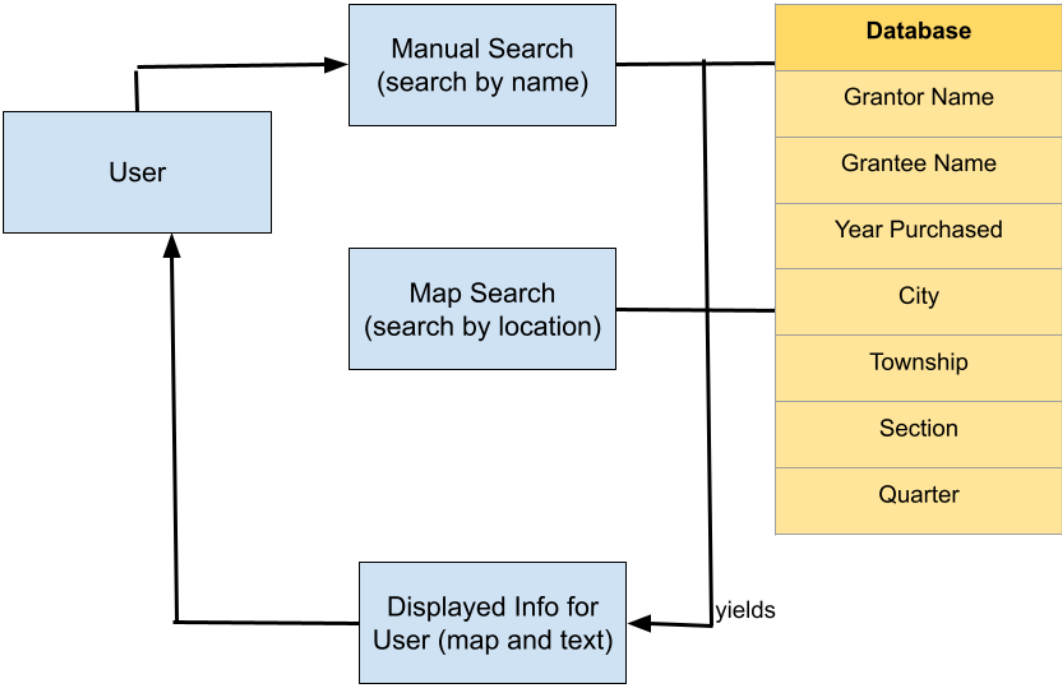 Manual Search
(search by name)
User
Map Search
(search by location)
Displayed Info for
User (map and text)
yields
Database
Grantor Name
Grantee Name
Year Purchased
City
Township
Section
Quarter